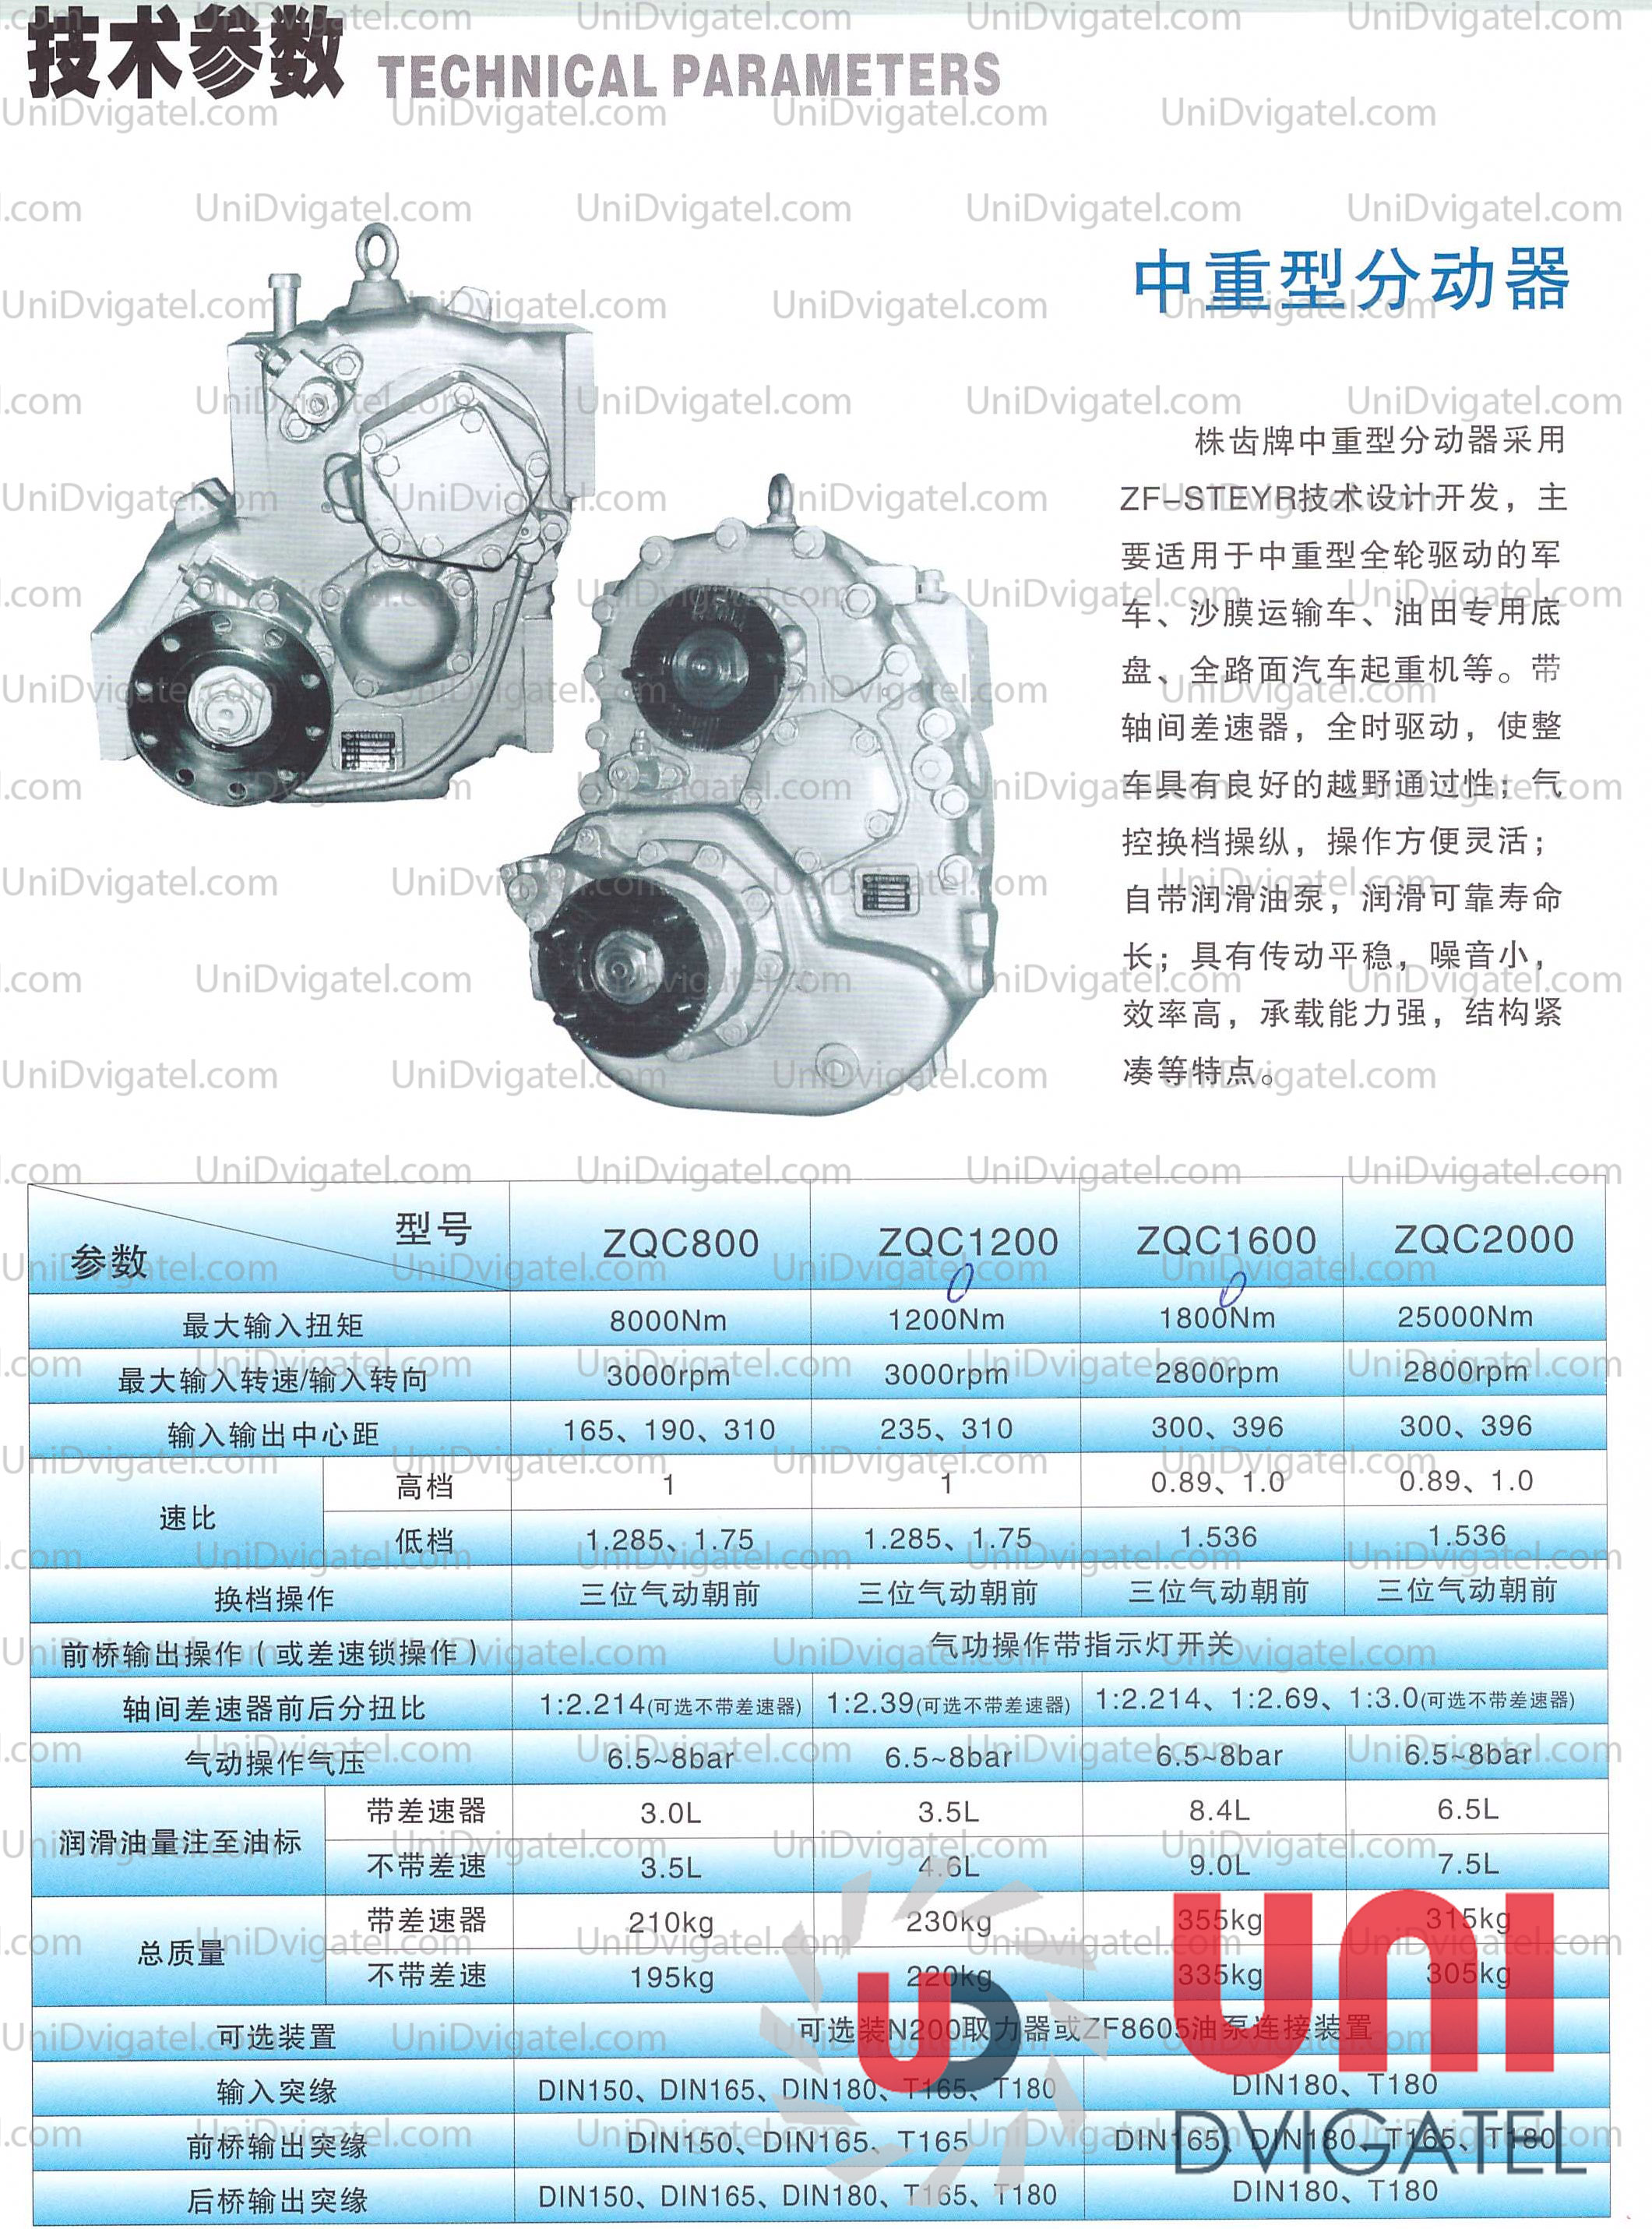 技术参数 TECHNICAL PARAMETERS
中重型分动器
株齿牌中重型分动器采用
ZF-STEYR技术设计开发，主
要适用于中重型全轮驱动的军
车、沙膜运输车、油田专用底
盘、全路面汽车起重机等。带
轴间差速器，全时驱动，使整
车具有良好的越野通过性；气
控换档操纵，操作方便灵活；
自带润滑油泵，润滑可靠寿命
长；具有传动平稳，噪音小，
效率高，承载能力强，结构紧
凑等特点。
参数 型号 ZQC800 ZQC1200 ZQC1600 ZQC2000
最大输入扭矩 8000Nm 1200Nm 1800Nm 25000Nm
0 0
最大输入转速/输入转向 3000rpm 3000rpm 2800rpm 2800rpm
输入输出中心距 165、190、310 235、310 300、396 300、396
速比 高档 1 1 0.89、1.0 0.89、1.0
低档 1.285、1.75 1.285、1.75 1.536 1.536
换档操作 三位气动朝前 三位气动朝前 三位气动朝前 三位气动朝前
前桥输出操作（或差速锁操作） 气功操作带指示灯开关
轴间差速器前后分扭比 1:2.214(可选不带差速器) 1:2.39(可选不带差速器) 1:2.214、1:2.69、1:3.0(可选不带差速器)
气动操作气压 6.5~8bar 6.5~8bar 6.5~8bar 6.5~8bar
润滑油量注至油标 带差速器 3.0L 3.5L 8.4L 6.5L
不带差速 3.5L 4.6L 9.0L 7.5L
总质量 带差速器 210kg 230kg 355kg 315kg
不带差速 195kg 220kg 335kg 305kg
可选装置 可选装N200取力器或ZF8605油泵连接装置
输入突缘 DIN150、DIN165、DIN180、T165、T180 DIN180、T180
前桥输出突缘 DIN150、DIN165、T165 DIN165、DIN180、T165、T180
后桥输出突缘 DIN150、DIN165、DIN180、T165、T180 DIN180、T180
UD UNI
DVIGATEL
UniDvigatel.com